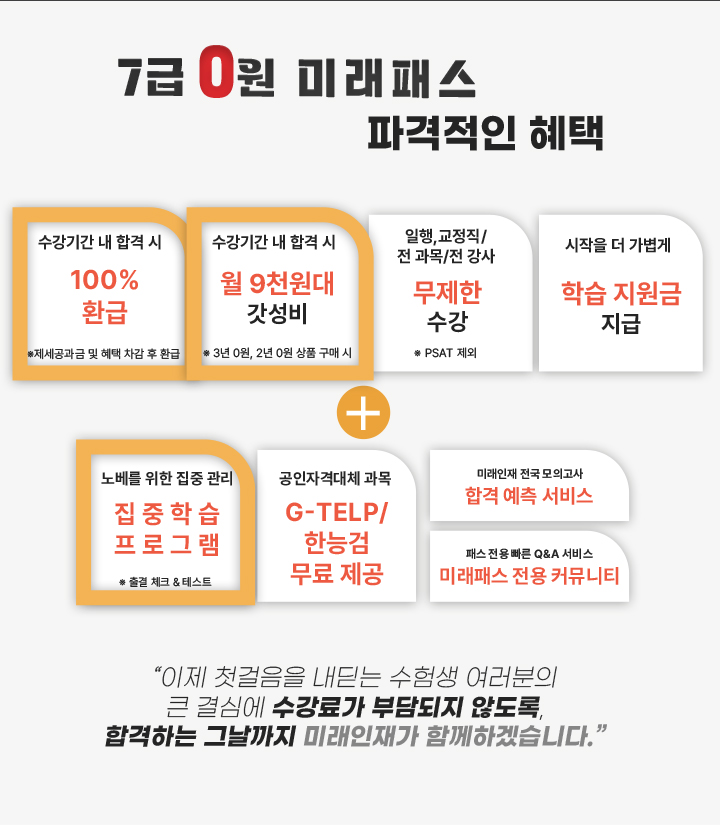 7급 0원 미래패스
파격적인 혜택
수강기간 내 합격 시
100%
환급
※제세공과금 및 혜택 차감 후 환급
수강기간 내 합격 시
월 9천원대
갓성비
※ 3년 0원, 2년 0원 상품 구매 시
일행,교정직/
전 과목/전 강사
무제한
수강
※ PSAT 제외
시작을 더 가볍게
학습 지원금
지급
노베를 위한 집중 관리
집중학습
프로그램
※ 출결 체크 & 테스트
공인자격대체 과목
G-TELP/
한능검
무료 제공
미래인재 전국 모의고사
합격 예측 서비스
패스 전용 빠른 Q&A 서비스
미래패스 전용 커뮤니티
“이제 첫걸음을 내딛는 수험생 여러분의
큰 결심에 수강료가 부담되지 않도록,
합격하는 그날까지 미래인재가 함께하겠습니다.”